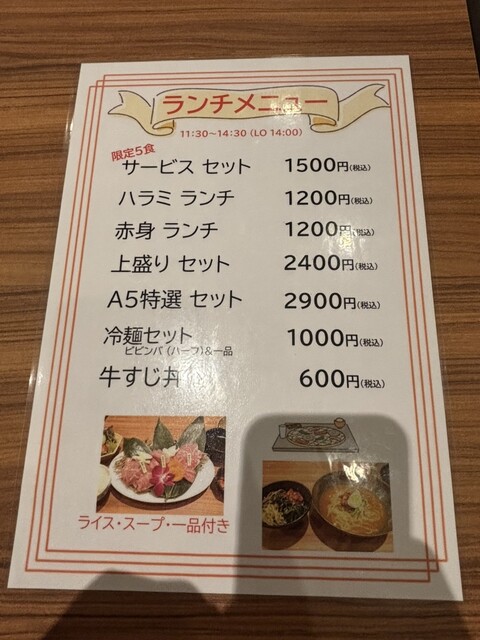 ランチメニュー
11:30～14:30 (LO 14:00)
限定5食
サービス セット 1500円(税込)
ハラミ ランチ 1200円(税込)
赤身 ランチ 1200円(税込)
上盛り セット 2400円(税込)
A5特選 セット 2900円(税込)
冷麺セット 1000円(税込)
ビビンバ (ハーフ)&一品
牛すじ丼 600円(税込)
ライス・スープ・一品付き